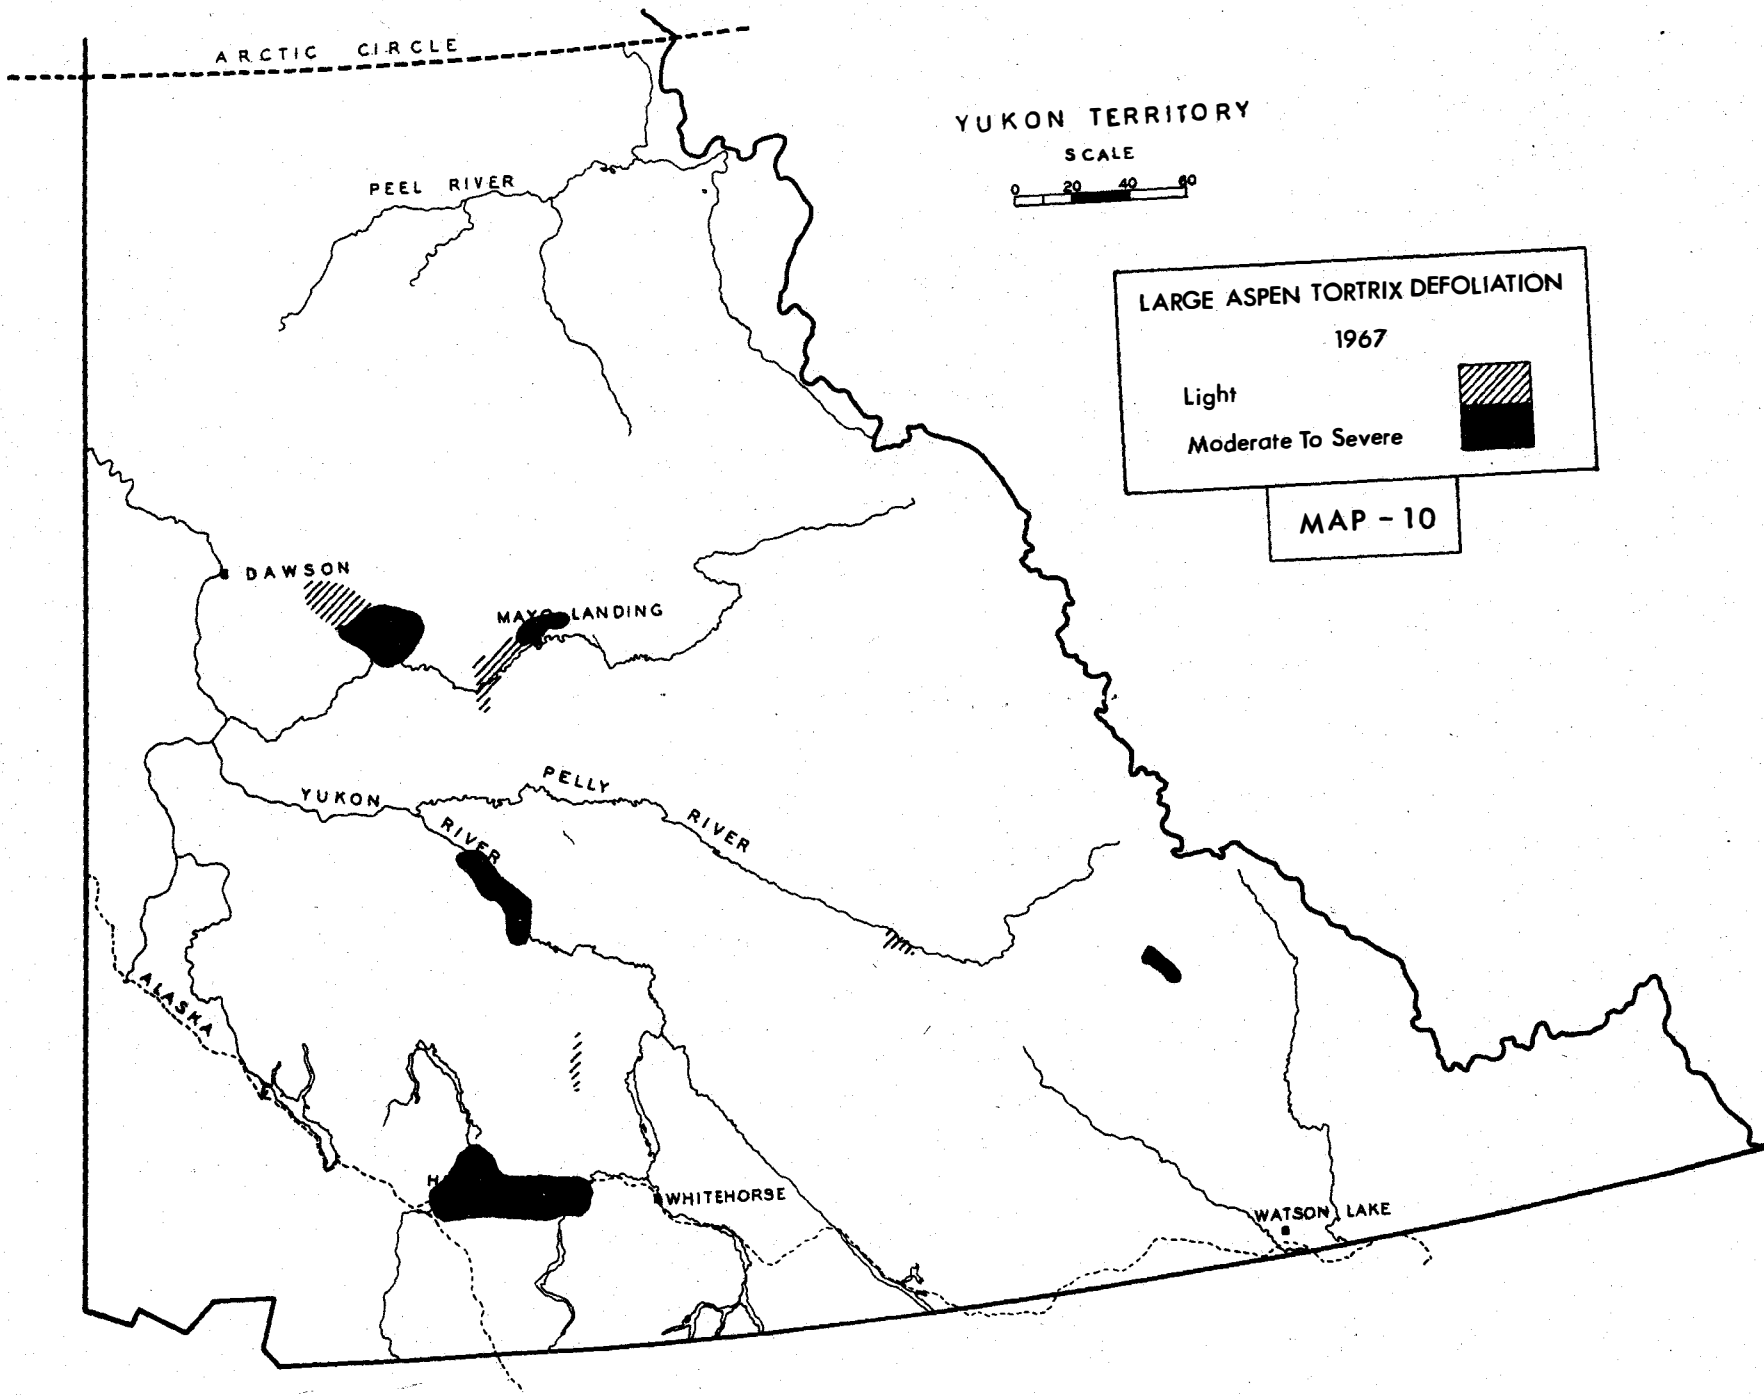 ARCTIC CIRCLE
YUKON TERRITORY
SCALE
0 20 40 60
PEEL RIVER
LARGE ASPEN TORTRIX DEFOLIATION
1967
Light
Moderate To Severe
MAP - 10
DAWSON
LANDING
PELLY
YUKON
RIVER
RIVER
ALASKA
WHITEHORSE
WATSON LAKE